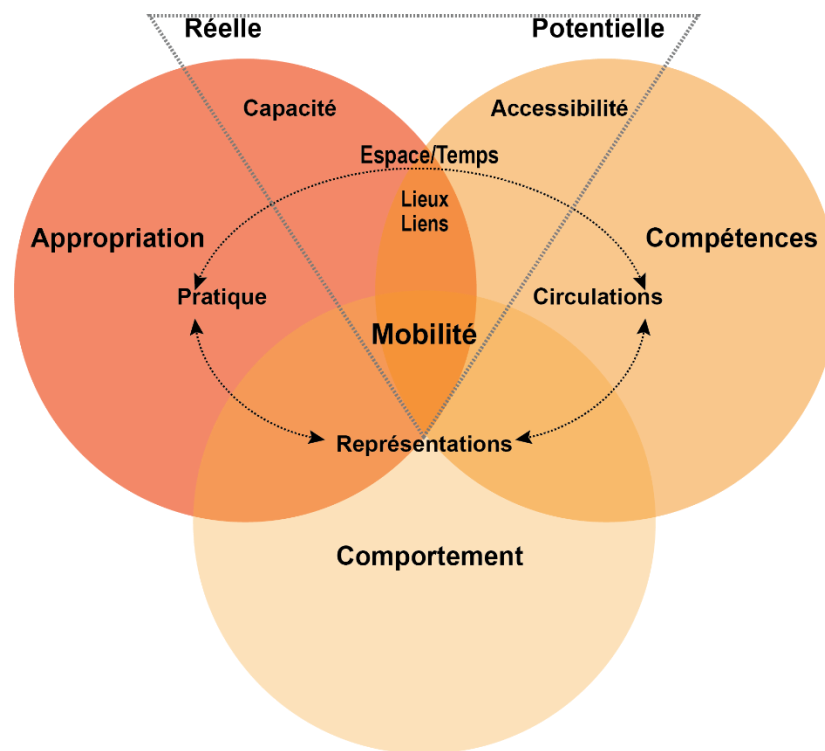 Réelle
Potentielle
Capacité
Accessibilité
Espace/Temps
Lieux
Liens
Appropriation
Compétences
Pratique
Circulations
Mobilité
Représentations
Comportement